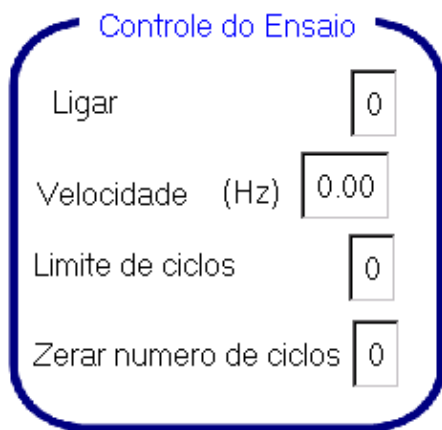 Controle do Ensaio
Ligar 0
Velocidade (Hz) 0.00
Limite de ciclos 0
Zerar numero de ciclos 0